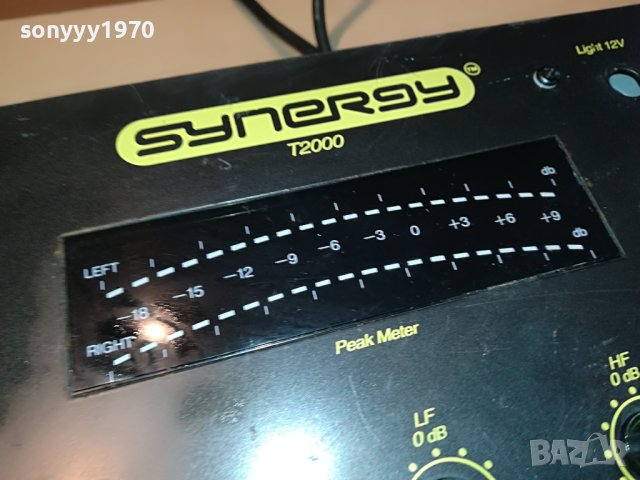 sonyyy1970
Light 12V
synergy™
T2000
db
LEFT
-18 -15 -12 -9 -6 -3 0 +3 +6 +9
db
RIGHT
Peak Meter
HF
0 dB
LF
0 dB
BAZAR